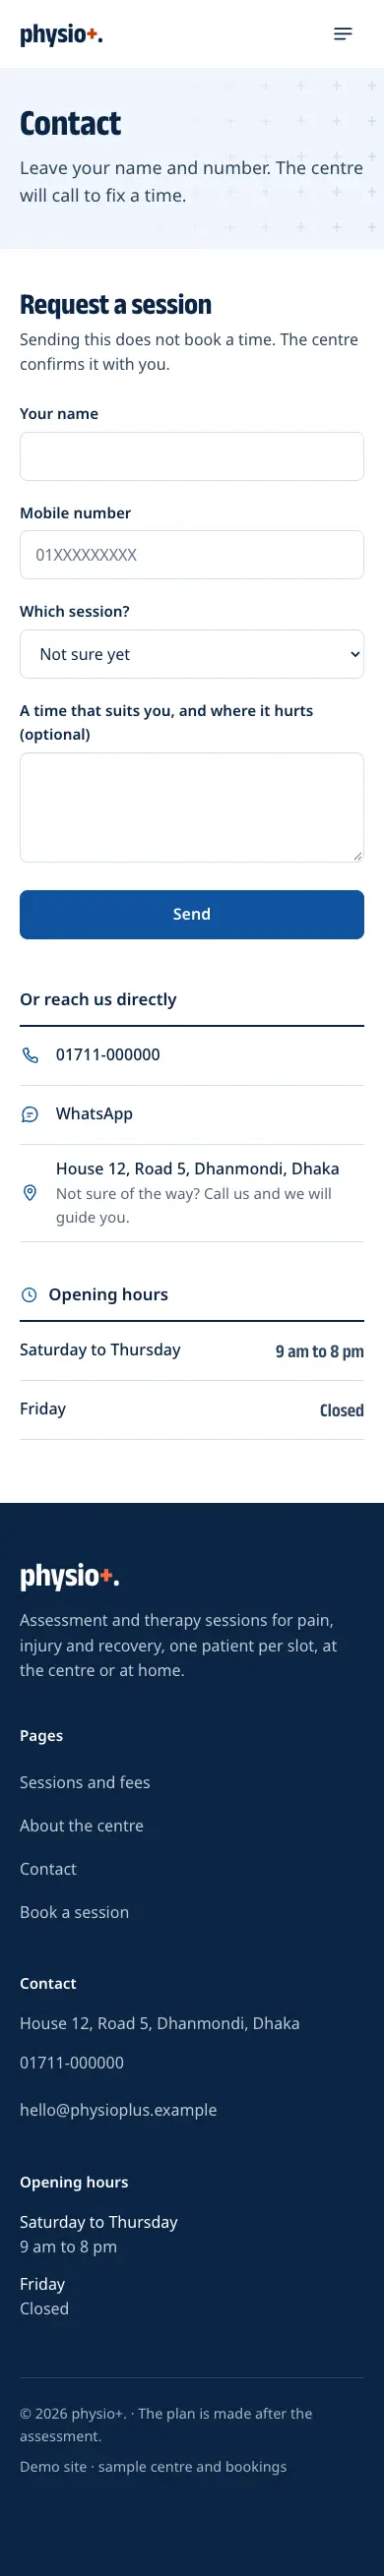 physio+.
Contact
Leave your name and number. The centre
will call to fix a time.
Request a session
Sending this does not book a time. The centre
confirms it with you.
Your name
Mobile number
01XXXXXXXXX
Which session?
Not sure yet
A time that suits you, and where it hurts
(optional)
Send
Or reach us directly
01711-000000
WhatsApp
House 12, Road 5, Dhanmondi, Dhaka
Not sure of the way? Call us and we will
guide you.
Opening hours
Saturday to Thursday 9 am to 8 pm
Friday Closed
physio+.
Assessment and therapy sessions for pain,
injury and recovery, one patient per slot, at
the centre or at home.
Pages
Sessions and fees
About the centre
Contact
Book a session
Contact
House 12, Road 5, Dhanmondi, Dhaka
01711-000000
hello@physioplus.example
Opening hours
Saturday to Thursday
9 am to 8 pm
Friday
Closed
© 2026 physio+. · The plan is made after the
assessment.
Demo site · sample centre and bookings